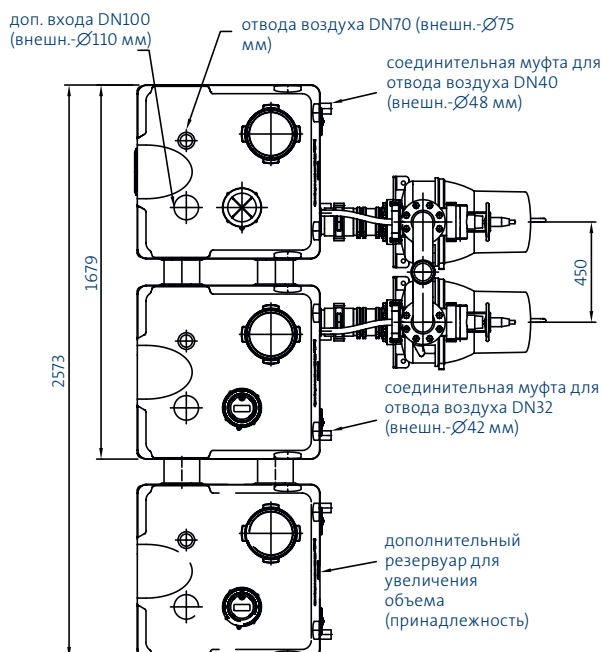 доп. входа DN100
(внешн.-Ø110 мм)
отвода воздуха DN70 (внешн.-Ø75
мм)
соединительная муфта для
отвода воздуха DN40
(внешн.-Ø48 мм)
1679
2573
450
соединительная муфта для
отвода воздуха DN32
(внешн.-Ø42 мм)
дополнительный
резервуар для
увеличения
объема
(принадлежность)